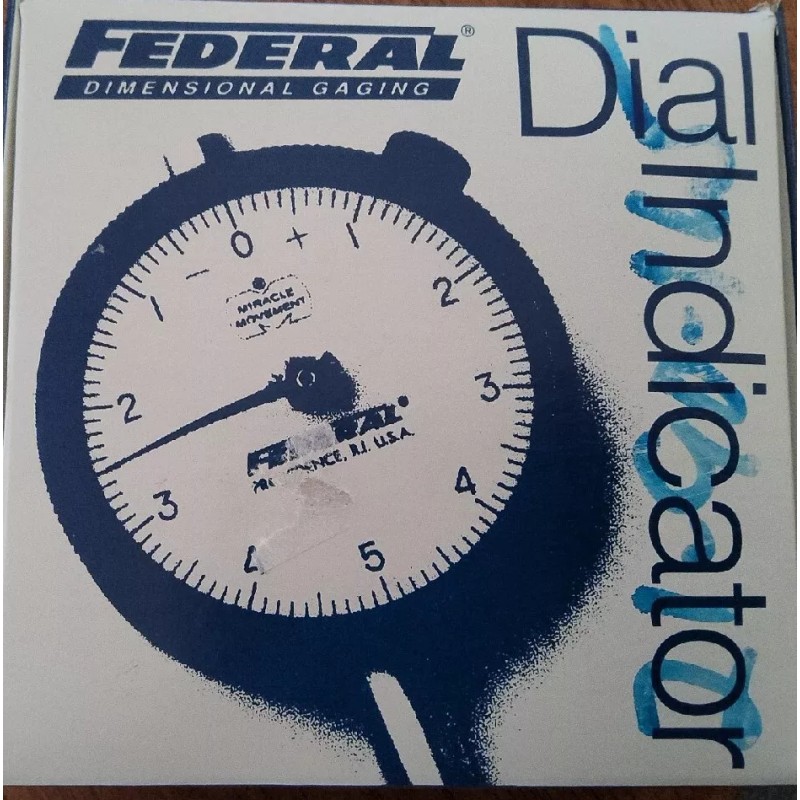 FEDERAL®
DIMENSIONAL GAGING
Dial
Indicator
0 + 1
− 1 2
MIRACLE
MOVEMENT
2 3
FEDERAL®
PROVIDENCE, R.I. U.S.A.
3 4
4 5